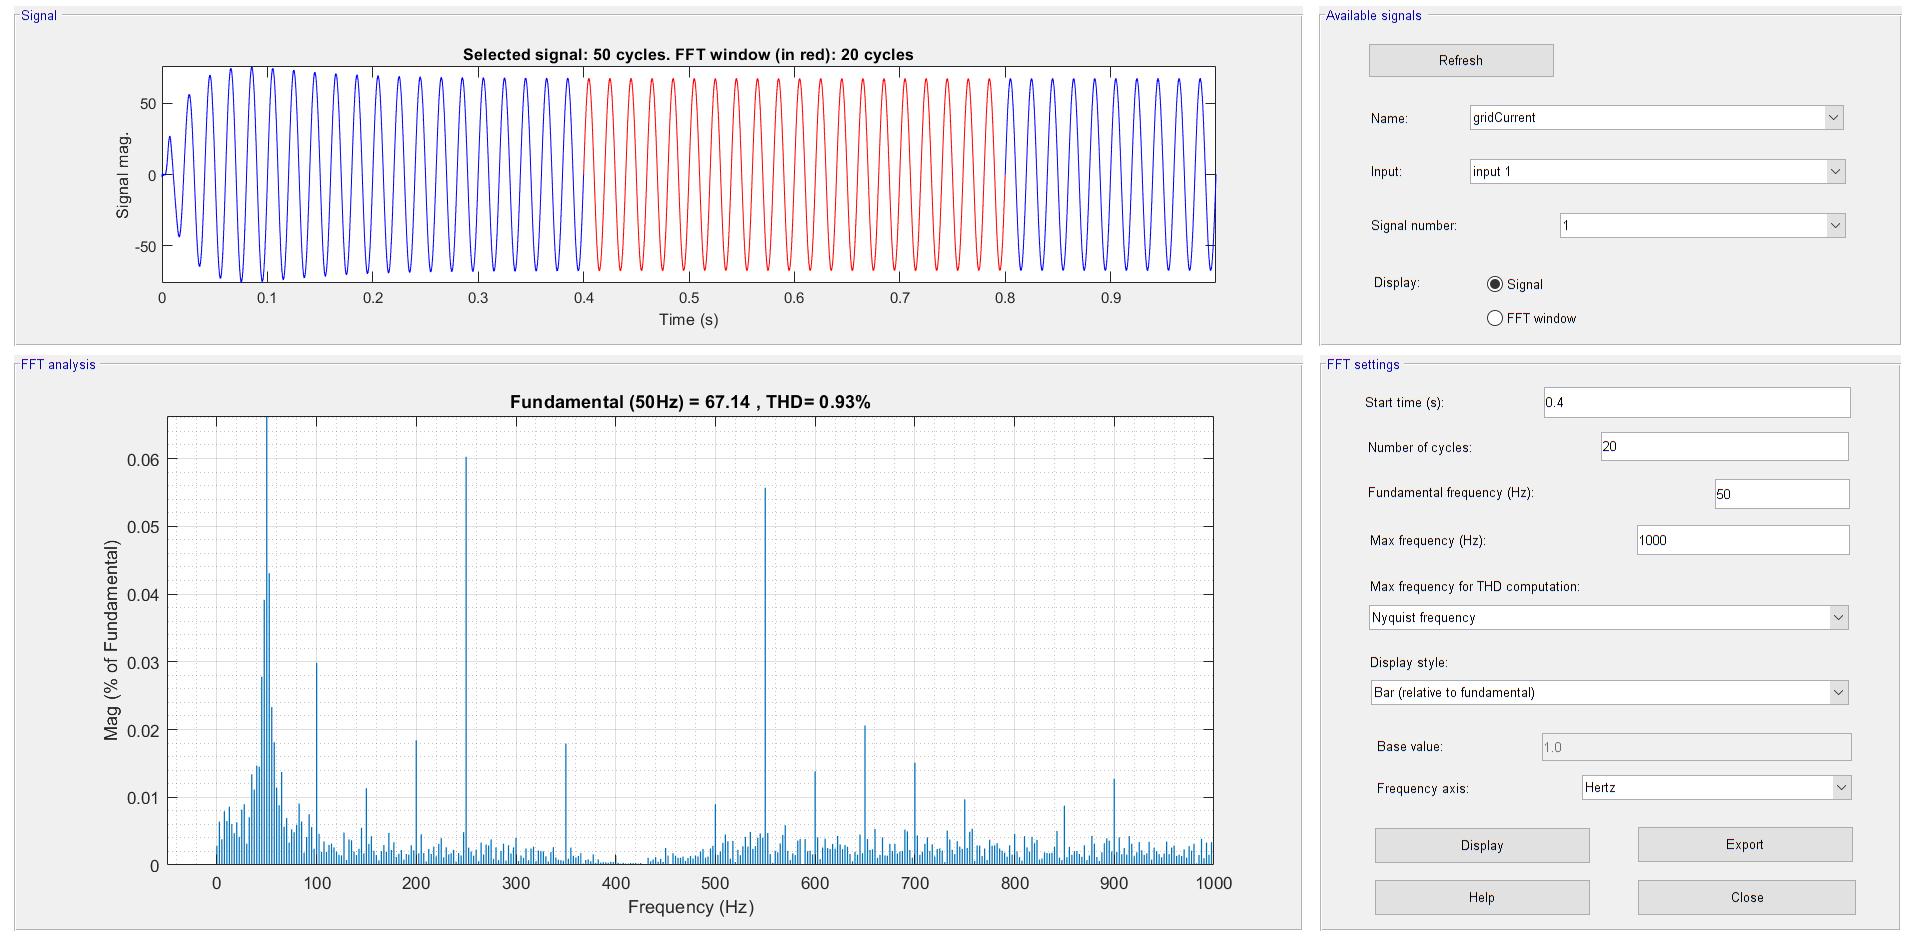 Signal
Selected signal: 50 cycles. FFT window (in red): 20 cycles
Signal mag.
50
0
-50
0
0.1
0.2
0.3
0.4
0.5
0.6
0.7
0.8
0.9
Time (s)
Available signals
Refresh
Name:
gridCurrent
Input:
input 1
Signal number:
1
Display:
Signal
FFT window
FFT analysis
Fundamental (50Hz) = 67.14 , THD= 0.93%
Mag (% of Fundamental)
0.06
0.05
0.04
0.03
0.02
0.01
0
0
100
200
300
400
500
600
700
800
900
1000
Frequency (Hz)
FFT settings
Start time (s):
0.4
Number of cycles:
20
Fundamental frequency (Hz):
50
Max frequency (Hz):
1000
Max frequency for THD computation:
Nyquist frequency
Display style:
Bar (relative to fundamental)
Base value:
1.0
Frequency axis:
Hertz
Display
Export
Help
Close